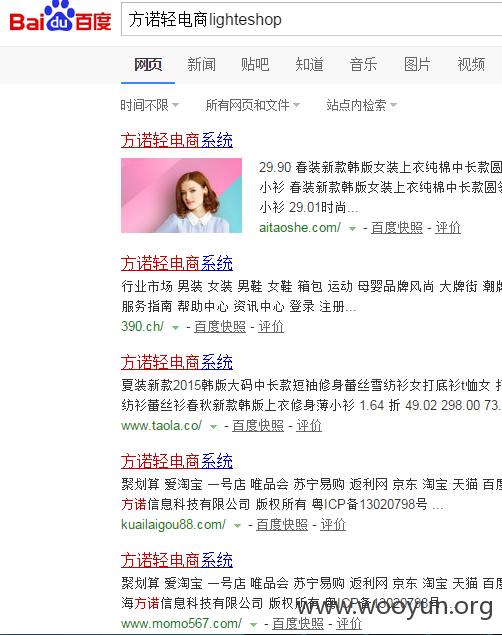 Bai du 百度
方诺轻电商lighteshop
网页 新闻 贴吧 知道 音乐 图片 视频
时间不限 所有网页和文件 站点内检索
方诺轻电商系统
29.90 春装新款韩版女装上衣纯棉中长款圆
小衫 春装新款韩版女装上衣纯棉中长款圆
小衫 29.01时尚...
aitaoshe.com/ - 百度快照 - 评价
方诺轻电商系统
行业市场 男装 女装 男鞋 女鞋 箱包 运动 母婴品牌风尚 大牌街 潮牌
服务指南 帮助中心 资讯中心 登录 注册...
390.ch/ - 百度快照 - 评价
方诺轻电商系统
夏装新款2015韩版大码中长款短袖修身蕾丝雪纺衫女打底衫t恤女
纺衫蕾丝衫春秋新款韩版上衣修身薄小衫 1.64 折 49.02 298.00 73.
www.taola.co/ - 百度快照 - 评价
方诺轻电商系统
聚划算 爱淘宝 一号店 唯品会 苏宁易购 返利网 京东 淘宝 天猫 百度
方诺信息科技有限公司 版权所有 粤ICP备13020798号 ...
kuailaigou88.com/ - 百度快照 - 评价
方诺轻电商系统
聚划算 爱淘宝 一号店 唯品会 苏宁易购 返利网 京东 淘宝 天猫 百度
海方诺信息科技有限公司 版权所有 粤ICP备13020798号
www.momo567.com/ - 百度快照 - 评价
www.wooyun.org